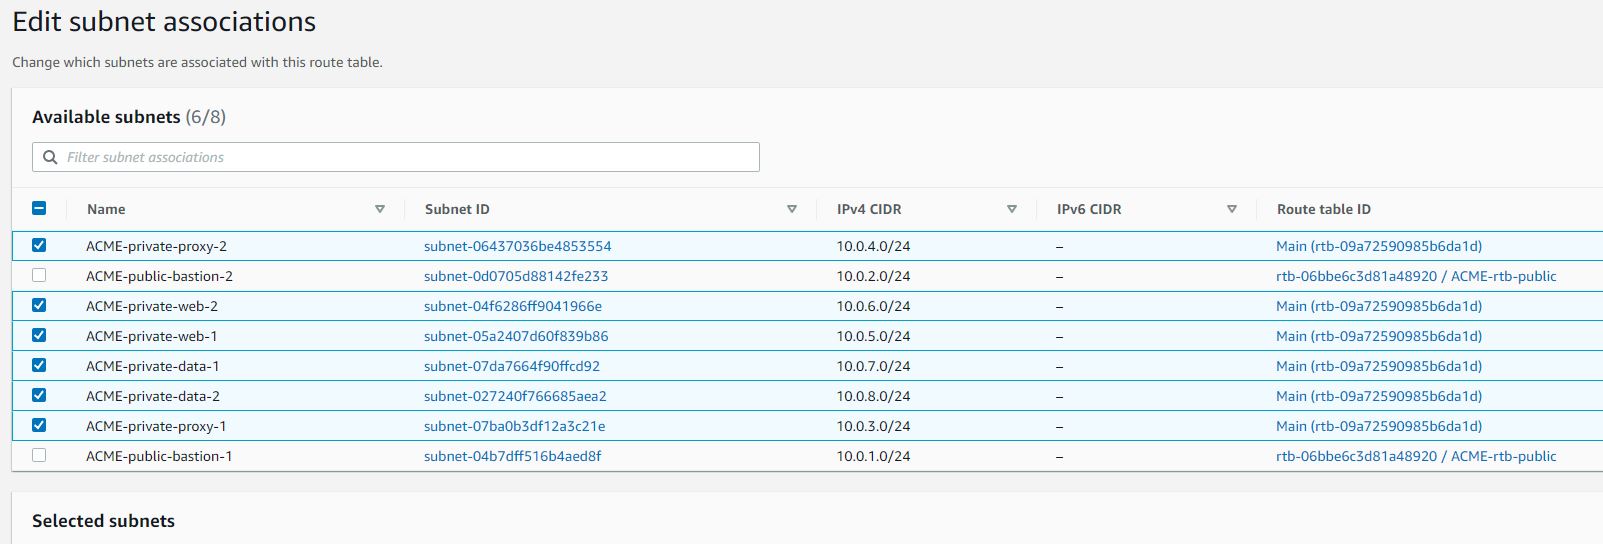 Edit subnet associations
Change which subnets are associated with this route table.
Available subnets (6/8)
Filter subnet associations
Name Subnet ID IPv4 CIDR IPv6 CIDR Route table ID
ACME-private-proxy-2 subnet-06437036be4853554 10.0.4.0/24 – Main (rtb-09a72590985b6da1d)
ACME-public-bastion-2 subnet-0d0705d88142fe233 10.0.2.0/24 – rtb-06bbe6c3d81a48920 / ACME-rtb-public
ACME-private-web-2 subnet-04f6286ff9041966e 10.0.6.0/24 – Main (rtb-09a72590985b6da1d)
ACME-private-web-1 subnet-05a2407d60f839b86 10.0.5.0/24 – Main (rtb-09a72590985b6da1d)
ACME-private-data-1 subnet-07da7664f90ffcd92 10.0.7.0/24 – Main (rtb-09a72590985b6da1d)
ACME-private-data-2 subnet-027240f766685aea2 10.0.8.0/24 – Main (rtb-09a72590985b6da1d)
ACME-private-proxy-1 subnet-07ba0b3df12a3c21e 10.0.3.0/24 – Main (rtb-09a72590985b6da1d)
ACME-public-bastion-1 subnet-04b7dff516b4aed8f 10.0.1.0/24 – rtb-06bbe6c3d81a48920 / ACME-rtb-public
Selected subnets